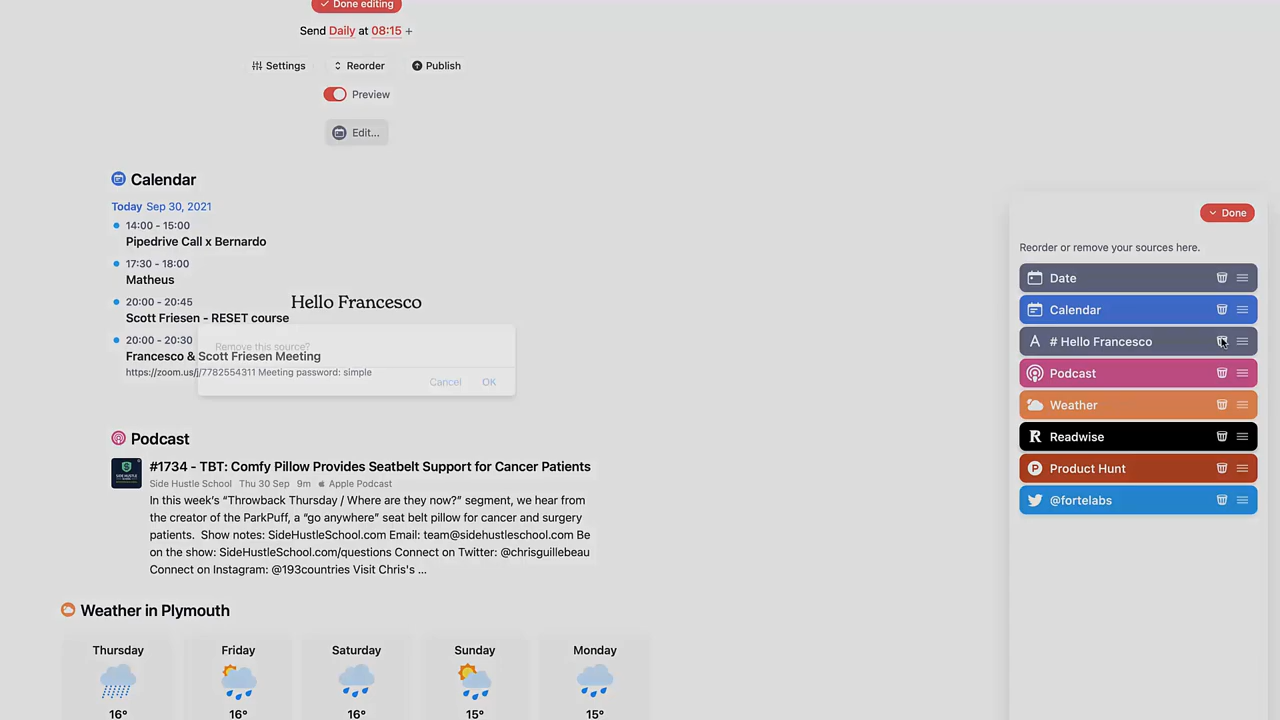 Done editing
Send Daily at 08:15 +
Settings
Reorder
Publish
Preview
Edit...
Calendar
Today Sep 30, 2021
14:00 - 15:00
Pipedrive Call x Bernardo
17:30 - 18:00
Matheus
20:00 - 20:45
Hello Francesco
Scott Friesen - RESET course
20:00 - 20:30
Remove this source?
Francesco & Scott Friesen Meeting
https://zoom.us/j/7782554311 Meeting password: simple
Cancel
OK
Podcast
#1734 - TBT: Comfy Pillow Provides Seatbelt Support for Cancer Patients
Side Hustle School Thu 30 Sep 9m Apple Podcast
In this week's “Throwback Thursday / Where are they now?” segment, we hear from
the creator of the ParkPuff, a “go anywhere” seat belt pillow for cancer and surgery
patients. Show notes: SideHustleSchool.com Email: team@sidehustleschool.com Be
on the show: SideHustleSchool.com/questions Connect on Twitter: @chrisguillebeau
Connect on Instagram: @193countries Visit Chris's ...
Weather in Plymouth
Thursday
Friday
Saturday
Sunday
Monday
16°
16°
16°
15°
15°
Done
Reorder or remove your sources here.
Date
Calendar
A # Hello Francesco
Podcast
Weather
R Readwise
P Product Hunt
@fortelabs